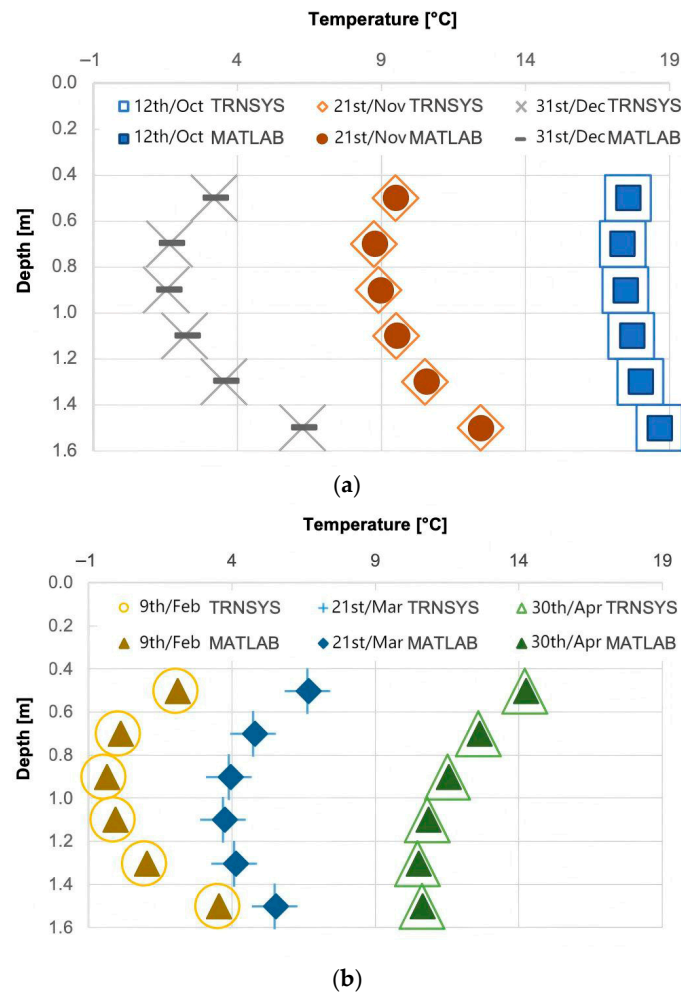 Temperature [°C]
−1 4 9 14 19
0.0
0.2
0.4
0.6
0.8
1.0
1.2
1.4
1.6
Depth [m]
12th/Oct TRNSYS 21st/Nov TRNSYS 31st/Dec TRNSYS
12th/Oct MATLAB 21st/Nov MATLAB 31st/Dec MATLAB
(a)
Temperature [°C]
−1 4 9 14 19
0.0
0.2
0.4
0.6
0.8
1.0
1.2
1.4
1.6
Depth [m]
9th/Feb TRNSYS 21st/Mar TRNSYS 30th/Apr TRNSYS
9th/Feb MATLAB 21st/Mar MATLAB 30th/Apr MATLAB
(b)